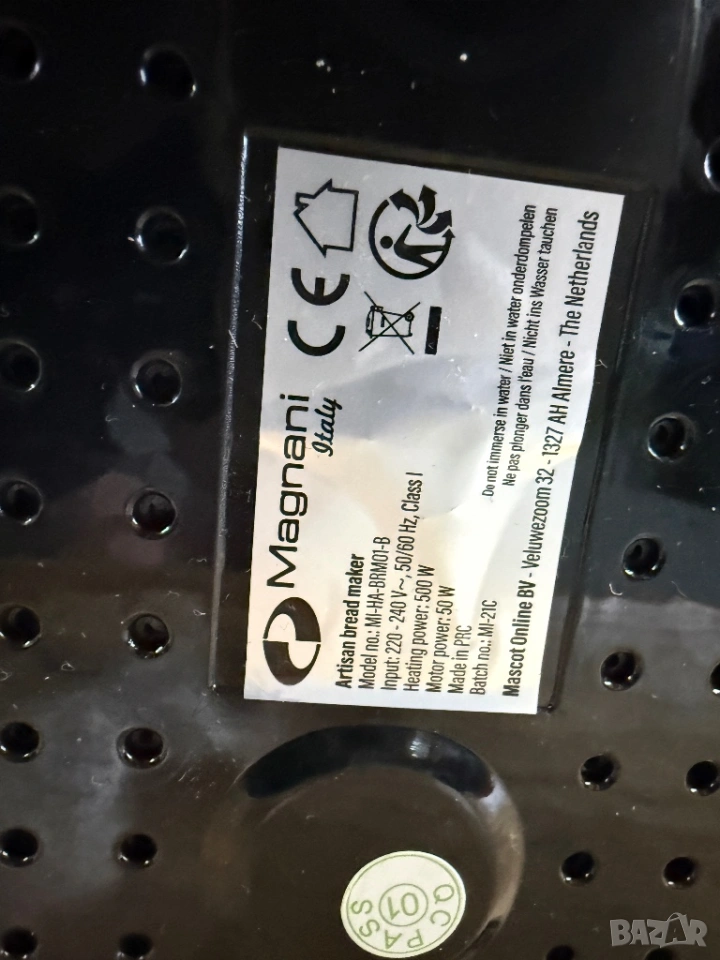 Magnani
Italy
CE
Artisan bread maker
Model no.: MI-HA-BRM01-B
Input: 220 - 240 V~, 50/60 Hz, Class I
Heating power: 500 W
Motor power: 50 W
Made in PRC
Batch no.: MI-21C
Do not immerse in water / Niet in water onderdompelen
Ne pas plonger dans l'eau / Nicht ins Wasser tauchen
Mascot Online BV - Veluwezoom 32 - 1327 AH Almere - The Netherlands
QC PASS
01
BAZAR